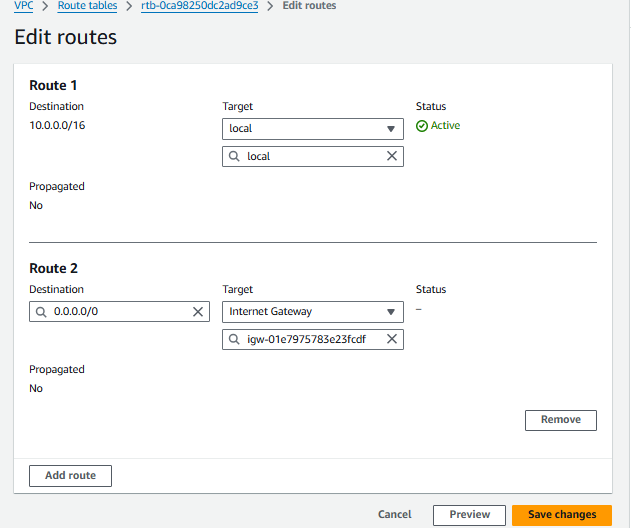 VPC > Route tables > rtb-0ca98250dc2ad9ce3 > Edit routes
Edit routes
Route 1
Destination Target Status
10.0.0.0/16 local Active
local
Propagated
No
Route 2
Destination Target Status
0.0.0.0/0 Internet Gateway –
igw-01e7975783e23fcdf
Propagated
No
Remove
Add route
Cancel Preview Save changes